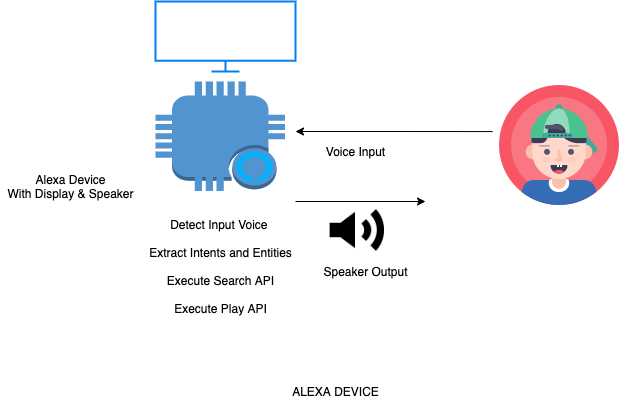 Voice Input
Alexa Device
With Display & Speaker
Detect Input Voice
Extract Intents and Entities
Execute Search API
Execute Play API
Speaker Output
ALEXA DEVICE